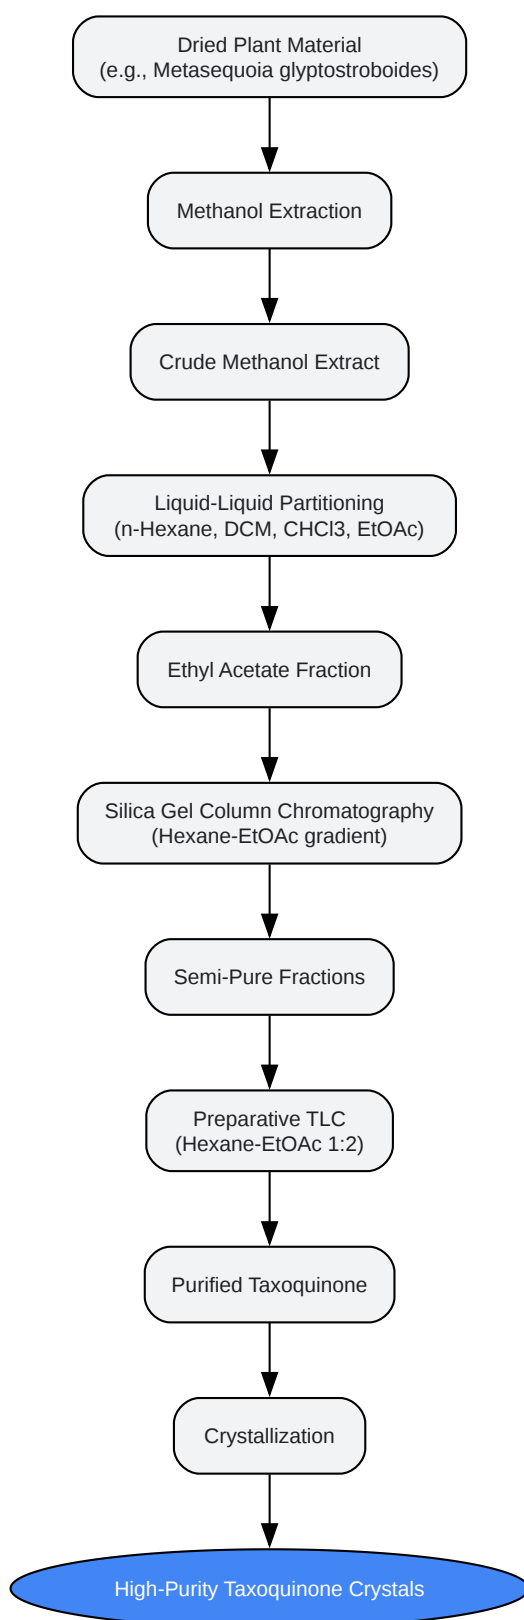 Dried Plant Material
(e.g., Metasequoia glyptostroboides)
Methanol Extraction
Crude Methanol Extract
Liquid-Liquid Partitioning
(n-Hexane, DCM, CHCl3, EtOAc)
Ethyl Acetate Fraction
Silica Gel Column Chromatography
(Hexane-EtOAc gradient)
Semi-Pure Fractions
Preparative TLC
(Hexane-EtOAc 1:2)
Purified Taxoquinone
Crystallization
High-Purity Taxoquinone Crystals